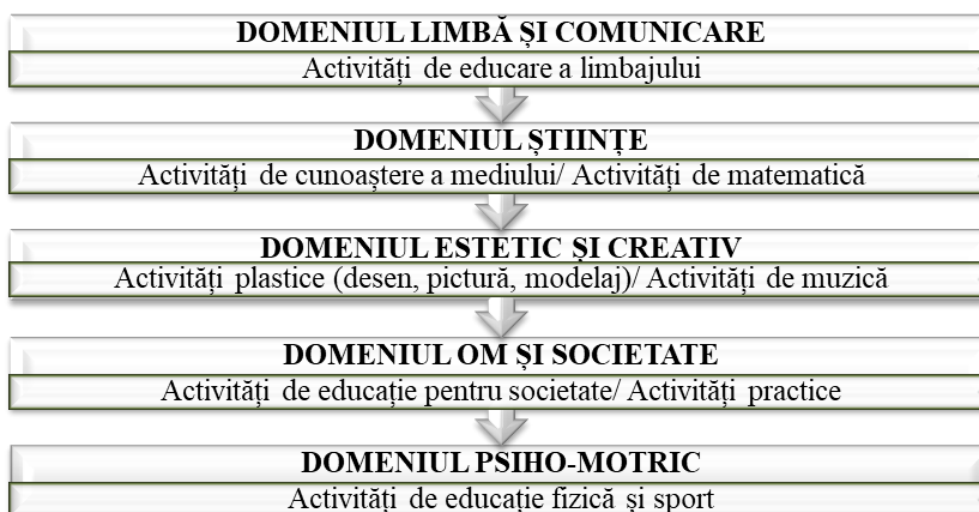 DOMENIUL LIMBĂ ȘI COMUNICARE
Activități de educare a limbajului
DOMENIUL ȘTIINȚE
Activități de cunoaștere a mediului/ Activități de matematică
DOMENIUL ESTETIC ȘI CREATIV
Activități plastice (desen, pictură, modelaj)/ Activități de muzică
DOMENIUL OM ȘI SOCIETATE
Activități de educație pentru societate/ Activități practice
DOMENIUL PSIHO-MOTRIC
Activități de educație fizică și sport